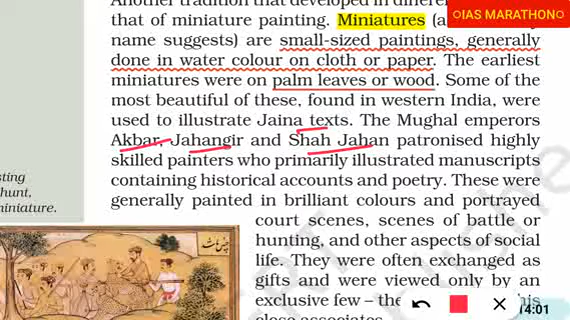 Another tradition that developed in
that of miniature painting. Miniatures
name suggests) are small-sized paintings, generally
done in water colour on cloth or paper. The earliest
miniatures were on palm leaves or wood. Some of the
most beautiful of these, found in western India, were
used to illustrate Jaina texts. The Mughal emperors
Akbar, Jahangir and Shah Jahan patronised highly
skilled painters who primarily illustrated manuscripts
containing historical accounts and poetry. These were
generally painted in brilliant colours and portrayed
court scenes, scenes of battle or
hunting, and other aspects of social
life. They were often exchanged as
gifts and were viewed only by an
exclusive few – the
close associates.
sting
hunt,
miniature.
IAS MARATHON
14:01